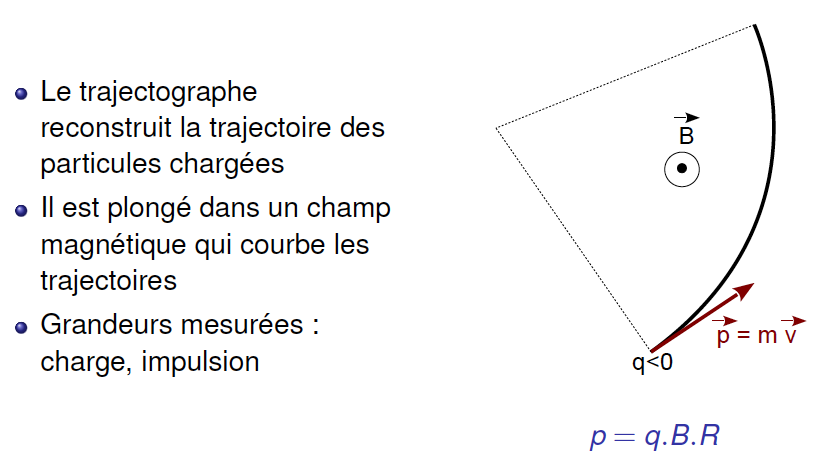 Le trajectographe
reconstruit la trajectoire des
particules chargées
Il est plongé dans un champ
magnétique qui courbe les
trajectoires
Grandeurs mesurées :
charge, impulsion
B
p = m v
q<0
p = q.B.R